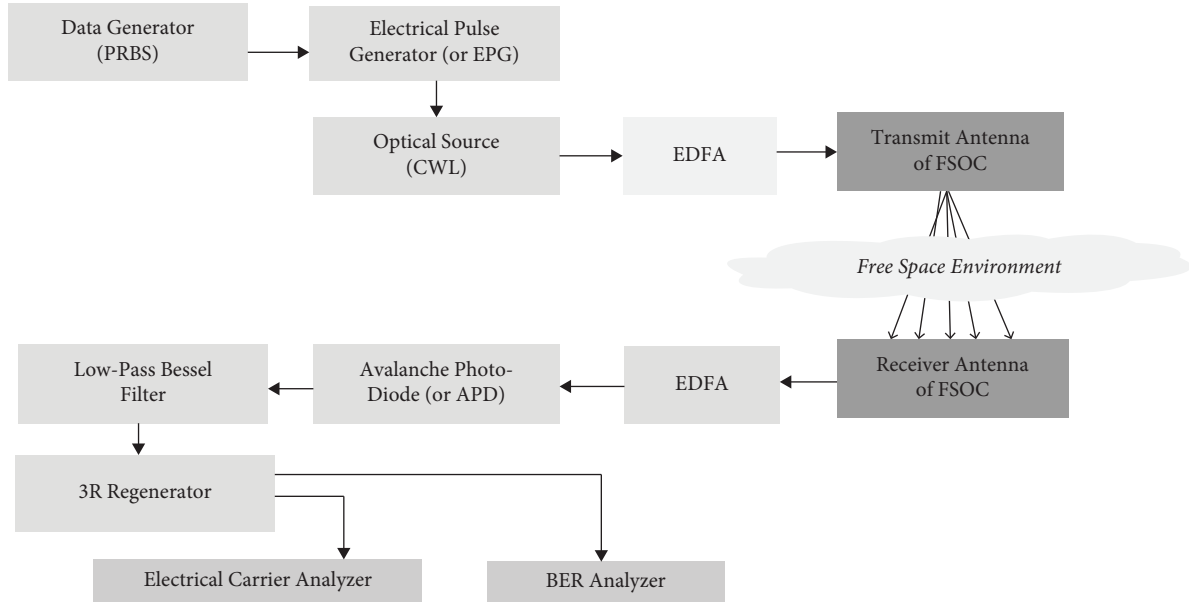 Data Generator
(PRBS)
Electrical Pulse
Generator (or EPG)
Optical Source
(CWL)
EDFA
Transmit Antenna
of FSOC
Free Space Environment
Receiver Antenna
of FSOC
EDFA
Avalanche Photo-
Diode (or APD)
Low-Pass Bessel
Filter
3R Regenerator
Electrical Carrier Analyzer
BER Analyzer